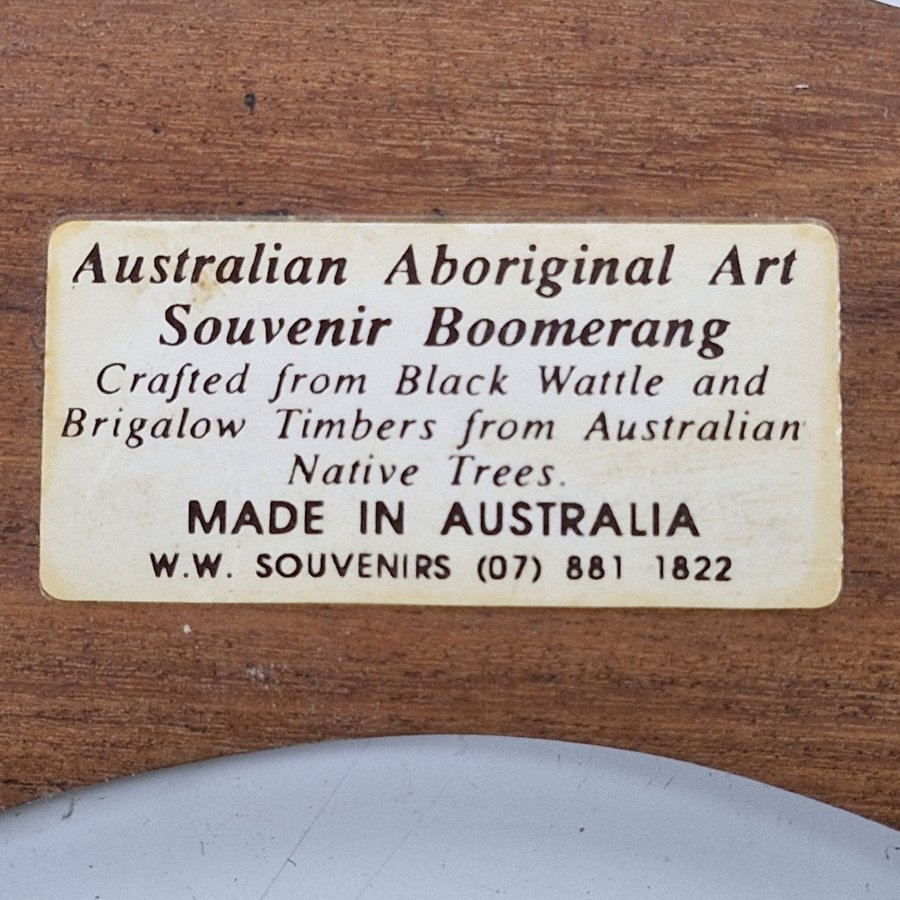 Australian Aboriginal Art
Souvenir Boomerang
Crafted from Black Wattle and
Brigalow Timbers from Australian
Native Trees.
MADE IN AUSTRALIA
W.W. SOUVENIRS (07) 881 1822